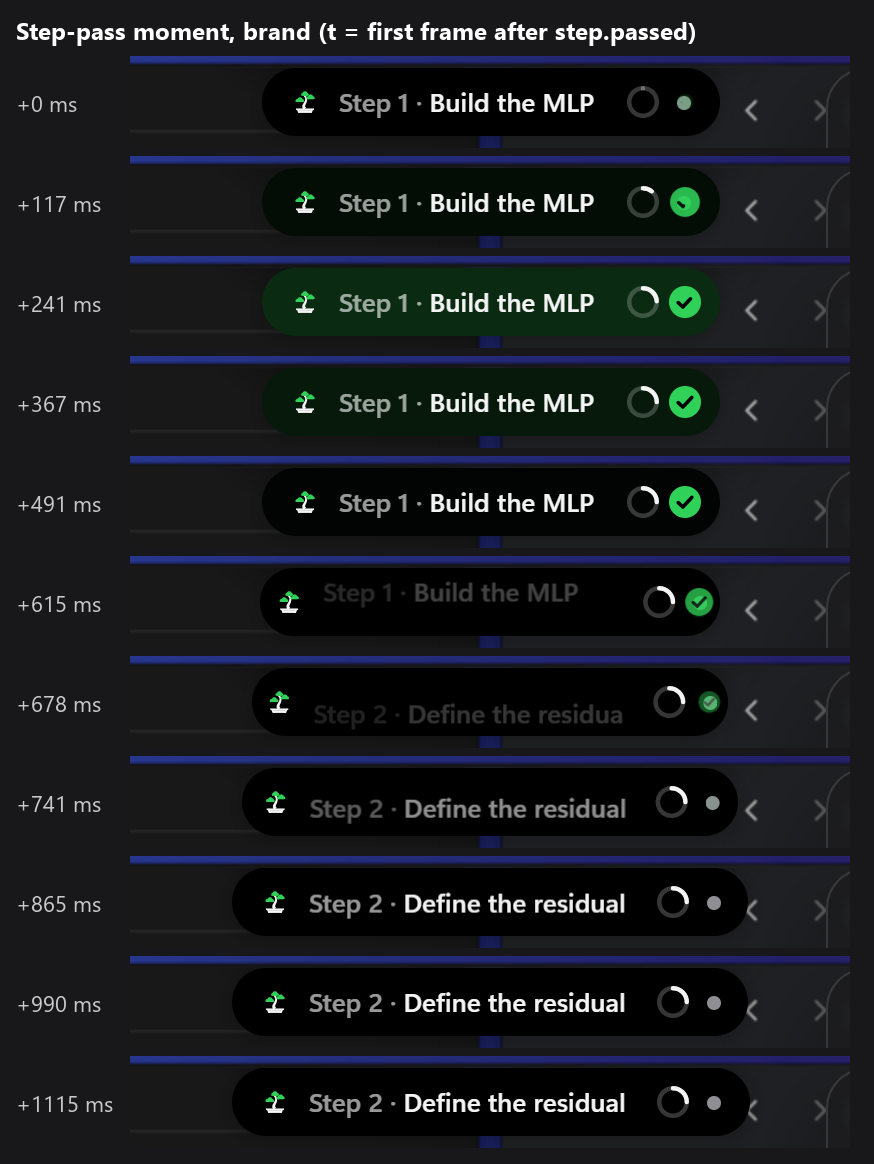 Step-pass moment, brand (t = first frame after step.passed)
+0 ms Step 1 · Build the MLP
+117 ms Step 1 · Build the MLP
+241 ms Step 1 · Build the MLP
+367 ms Step 1 · Build the MLP
+491 ms Step 1 · Build the MLP
+615 ms Step 1 · Build the MLP
+678 ms Step 2 · Define the residua
+741 ms Step 2 · Define the residual
+865 ms Step 2 · Define the residual
+990 ms Step 2 · Define the residual
+1115 ms Step 2 · Define the residual